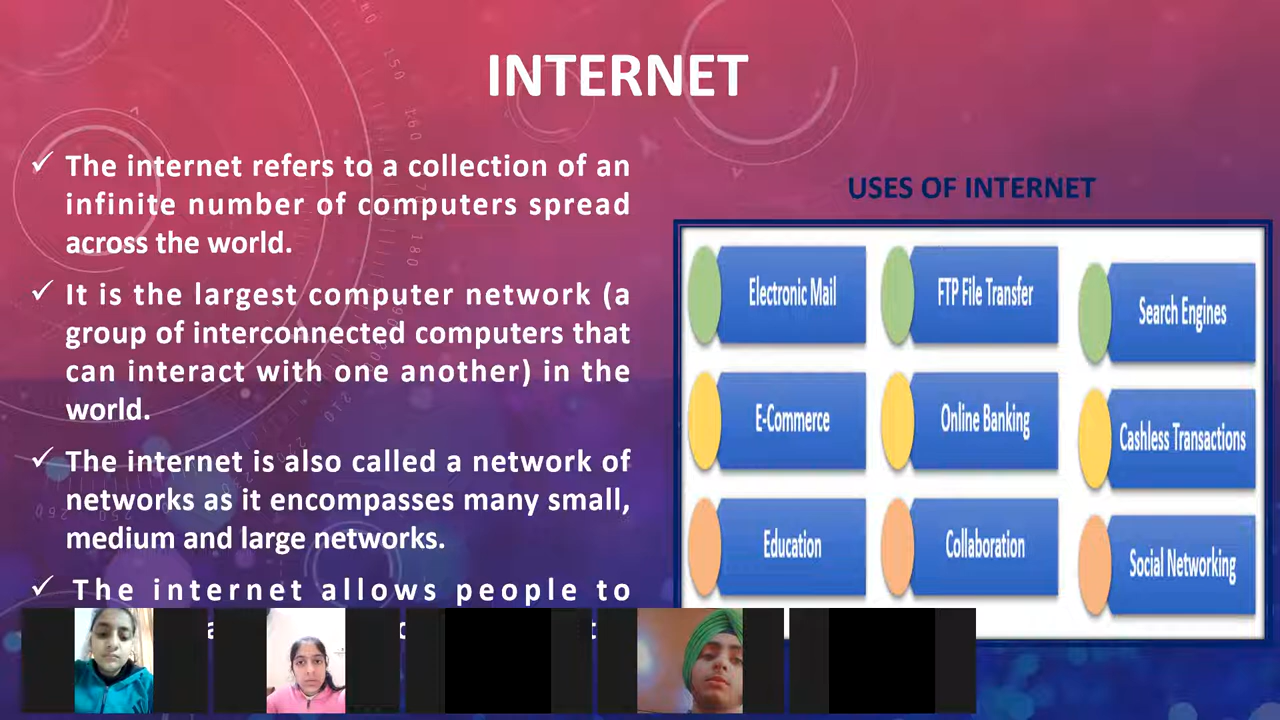 INTERNET
✓ The internet refers to a collection of an
infinite number of computers spread
across the world.
✓ It is the largest computer network (a
group of interconnected computers that
can interact with one another) in the
world.
✓ The internet is also called a network of
networks as it encompasses many small,
medium and large networks.
✓ The internet allows people to
USES OF INTERNET
Electronic Mail
FTP File Transfer
Search Engines
E-Commerce
Online Banking
Cashless Transactions
Education
Collaboration
Social Networking